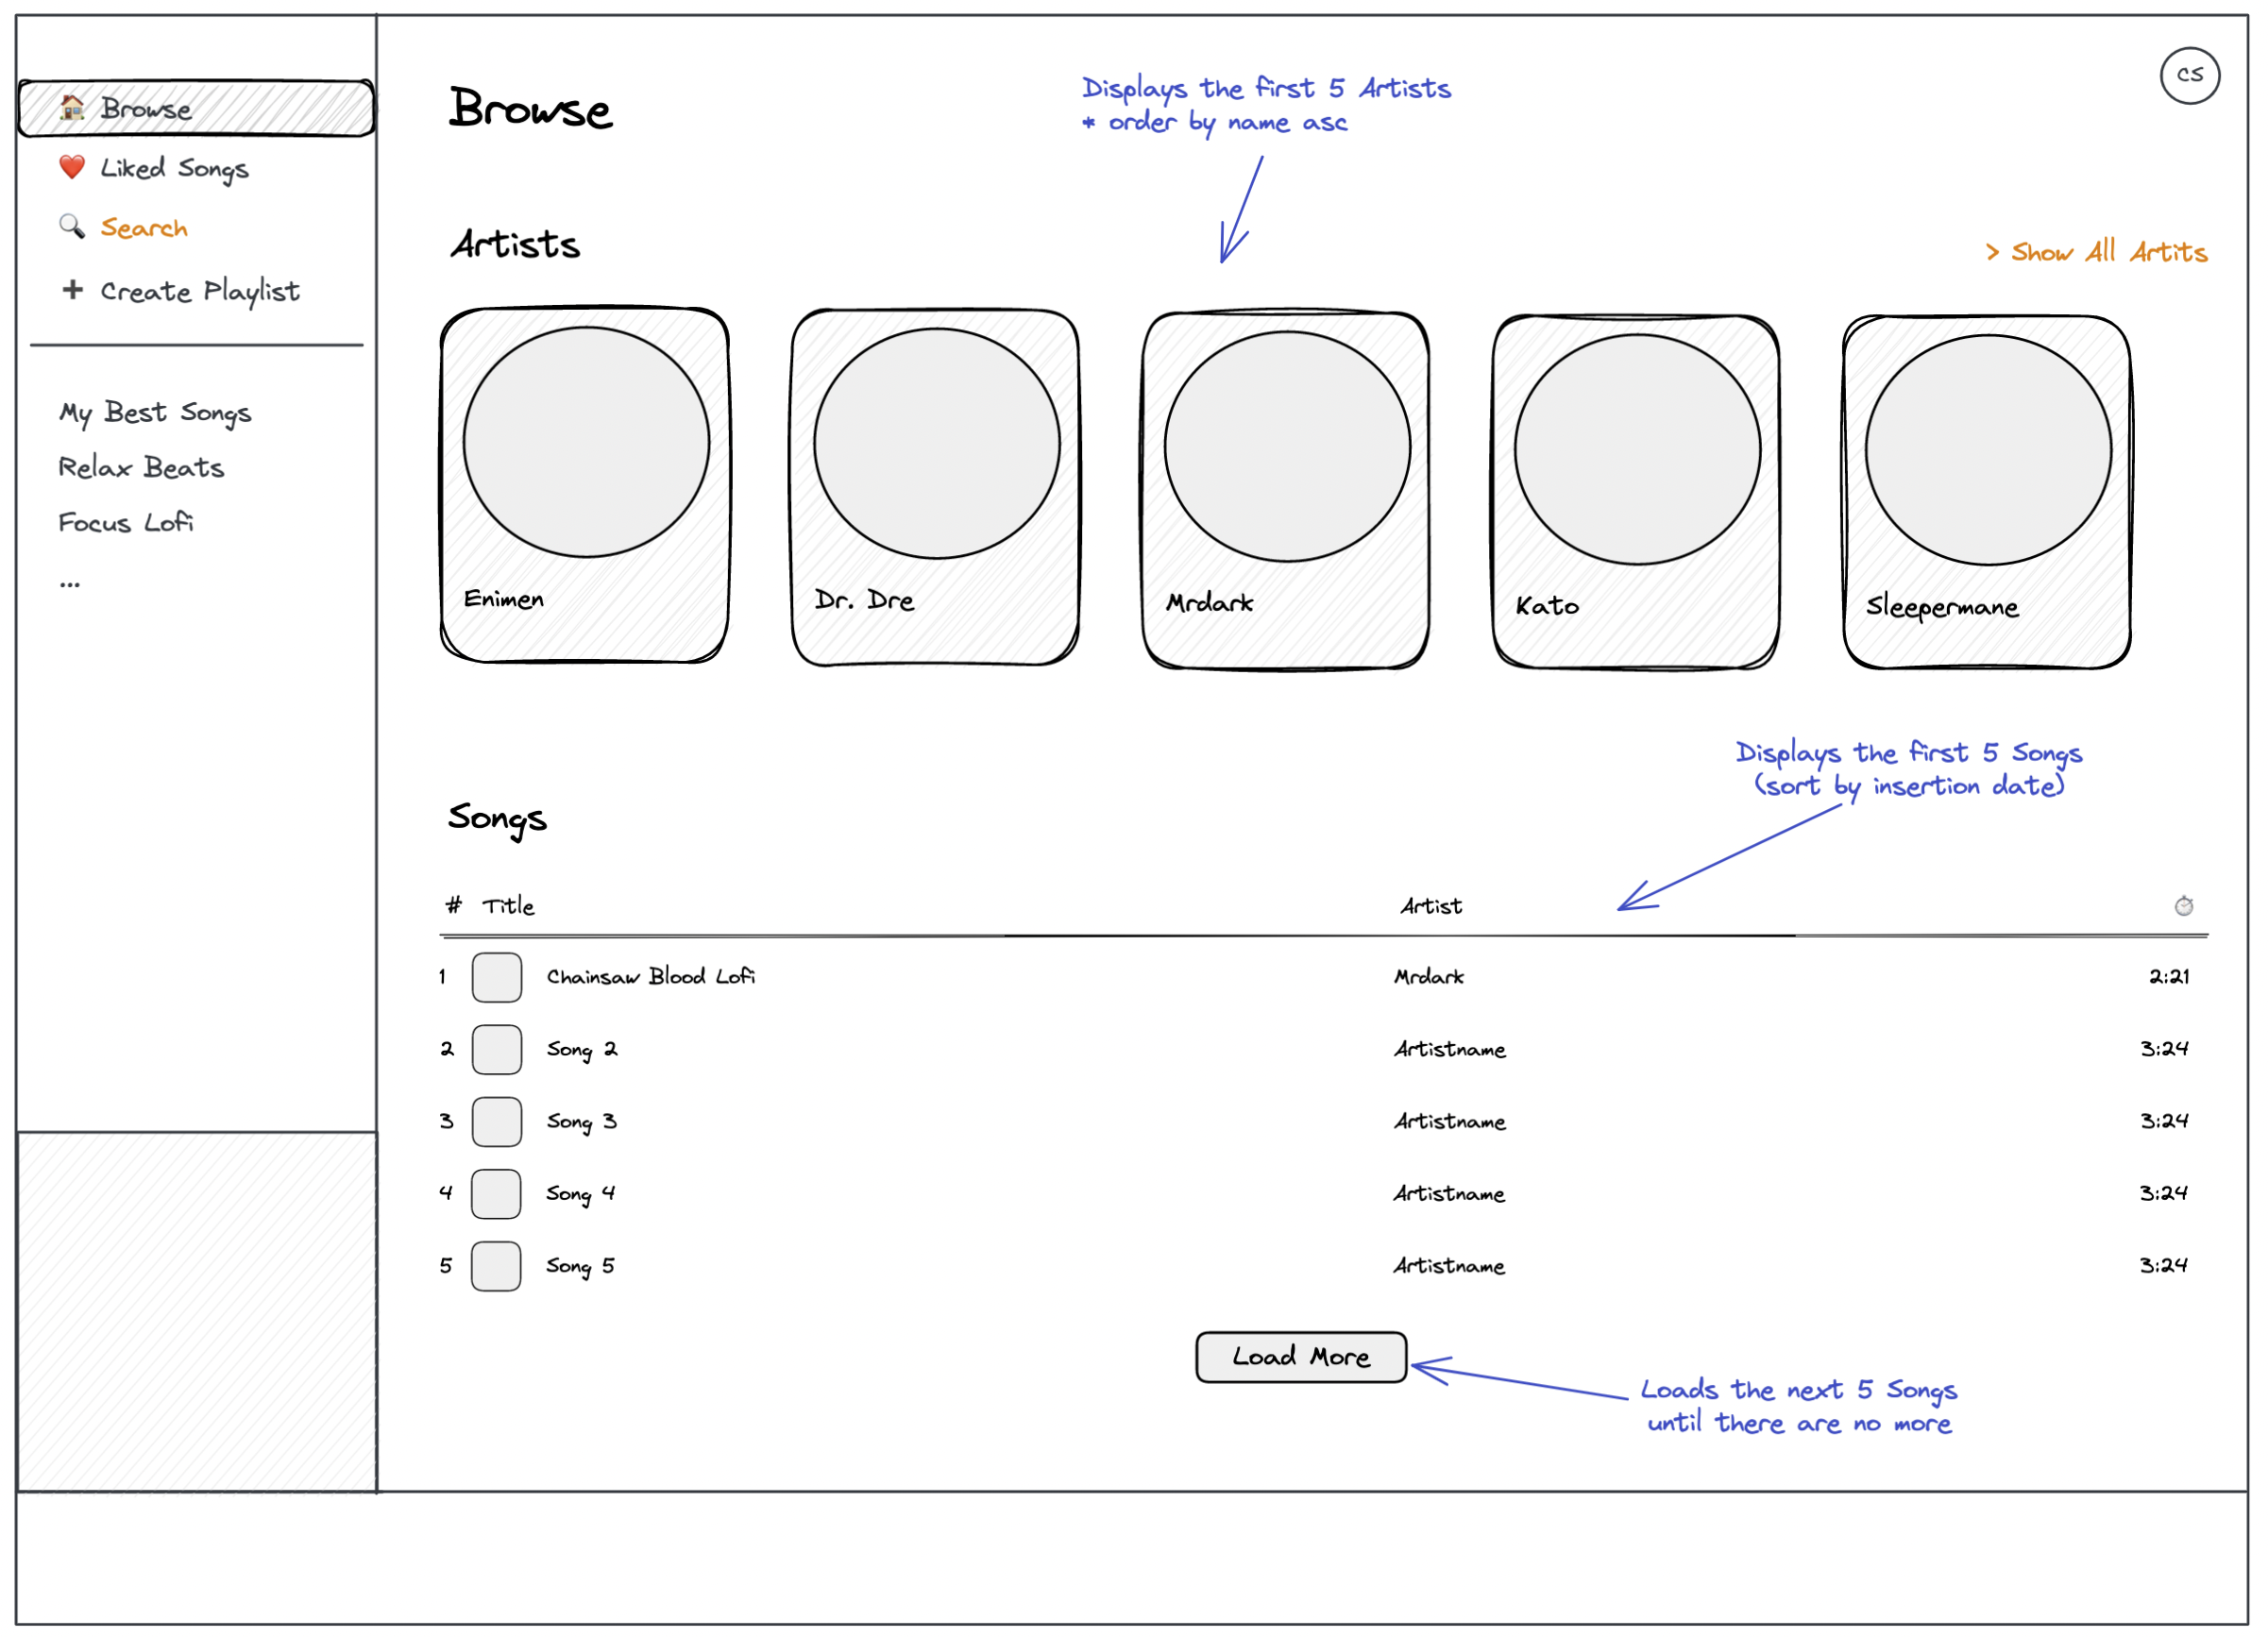 CS
Browse
Liked Songs
Search
+ Create Playlist
My Best Songs
Relax Beats
Focus Lofi
...
Browse
Displays the first 5 Artists
* order by name asc
Artists
> Show All Artits
Enimen
Dr. Dre
Mrdark
Kato
Sleepermane
Displays the first 5 Songs
(sort by insertion date)
Songs
# Title Artist
1 Chainsaw Blood Lofi Mrdark 2:21
2 Song 2 Artistname 3:24
3 Song 3 Artistname 3:24
4 Song 4 Artistname 3:24
5 Song 5 Artistname 3:24
Load More
Loads the next 5 Songs
until there are no more